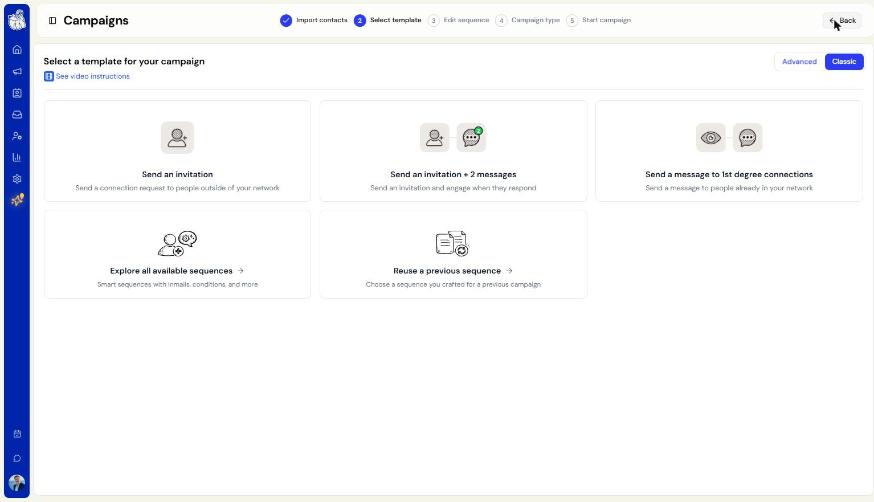 Campaigns
Import contacts
2 Select template
3 Edit sequence
4 Campaign type
5 Start campaign
Back
Select a template for your campaign
See video instructions
Advanced
Classic
Send an invitation
Send a connection request to people outside of your network
2
Send an invitation + 2 messages
Send an invitation and engage when they respond
Send a message to 1st degree connections
Send a message to people already in your network
Explore all available sequences →
Smart sequences with inmails, conditions, and more
Reuse a previous sequence →
Choose a sequence you crafted for a previous campaign